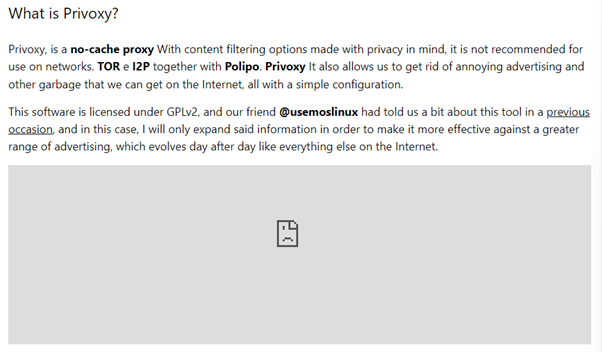 What is Privoxy?
Privoxy, is a no-cache proxy With content filtering options made with privacy in mind, it is not recommended for
use on networks. TOR e I2P together with Polipo. Privoxy It also allows us to get rid of annoying advertising and
other garbage that we can get on the Internet, all with a simple configuration.
This software is licensed under GPLv2, and our friend @usemoslinux had told us a bit about this tool in a previous
occasion, and in this case, I will only expand said information in order to make it more effective against a greater
range of advertising, which evolves day after day like everything else on the Internet.